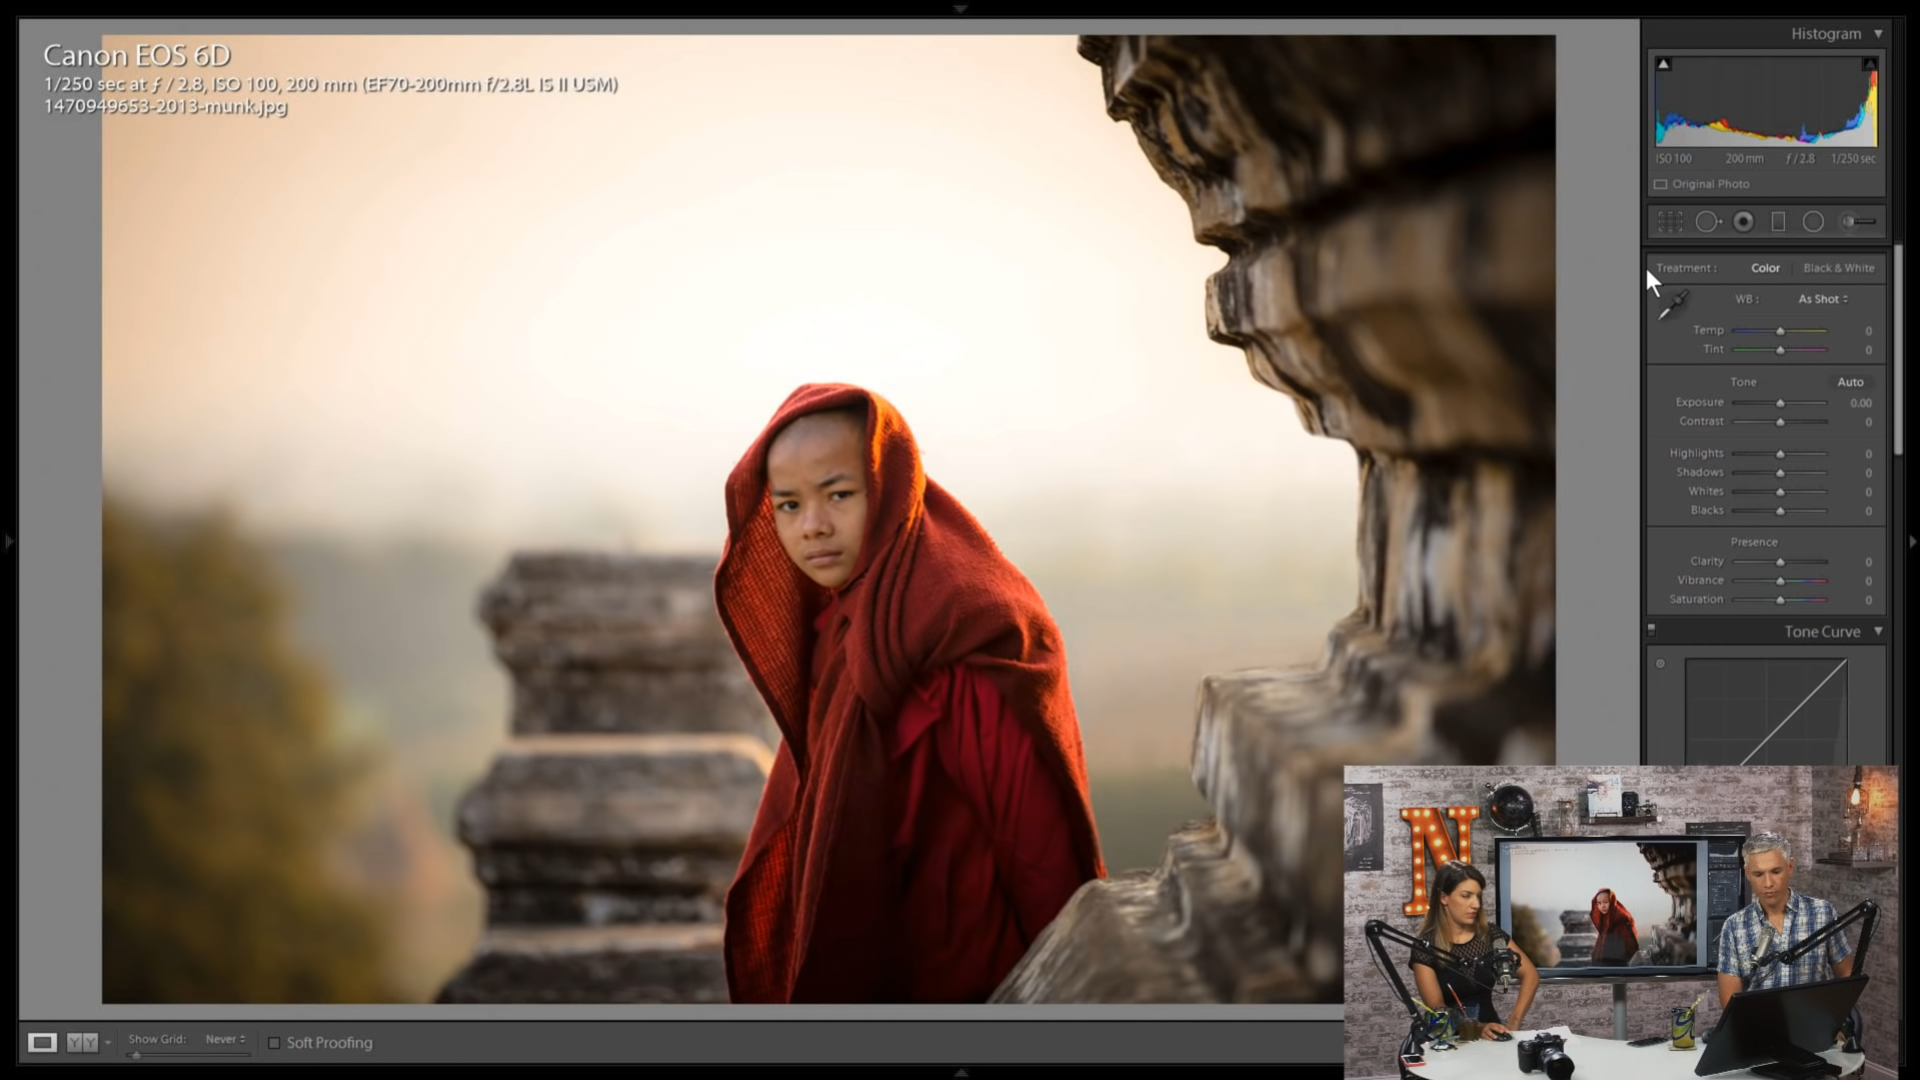 Canon EOS 6D
1/250 sec at ƒ / 2.8, ISO 100, 200 mm (EF70-200mm f/2.8L IS II USM)
1470949653-2013-munk.jpg
Histogram
ISO 100 200 mm ƒ / 2.8 1/250 sec
Original Photo
Treatment : Color Black & White
WB : As Shot
Temp 0
Tint 0
Tone Auto
Exposure 0.00
Contrast 0
Highlights 0
Shadows 0
Whites 0
Blacks 0
Presence
Clarity 0
Vibrance 0
Saturation 0
Tone Curve
N
Show Grid: Never Soft Proofing
YY